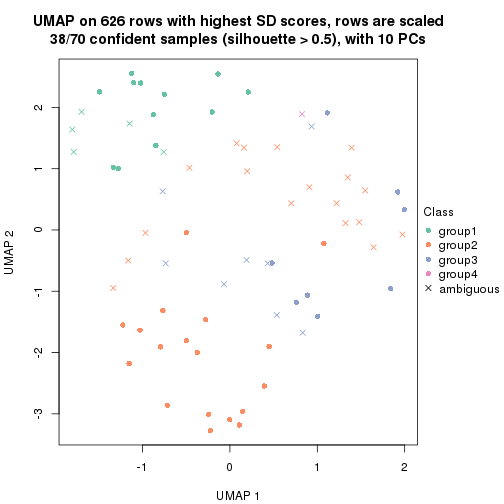 UMAP on 626 rows with highest SD scores, rows are scaled
38/70 confident samples (silhouette > 0.5), with 10 PCs
2
1
0
-1
-2
-3
UMAP 2
-1
0
1
2
UMAP 1
Class
group1
group2
group3
group4
ambiguous